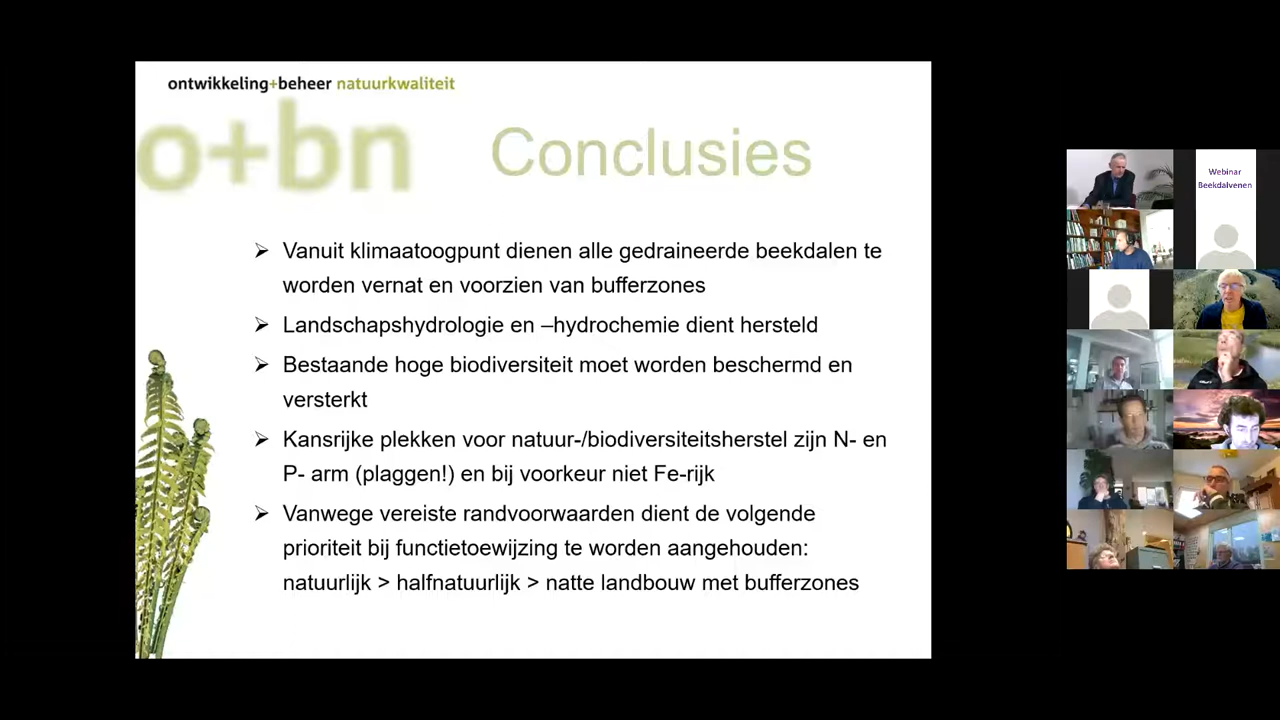 ontwikkeling+beheer natuurkwaliteit
o+bn
Conclusies
➢ Vanuit klimaatoogpunt dienen alle gedraineerde beekdalen te
worden vernat en voorzien van bufferzones
➢ Landschapshydrologie en –hydrochemie dient hersteld
➢ Bestaande hoge biodiversiteit moet worden beschermd en
versterkt
➢ Kansrijke plekken voor natuur-/biodiversiteitsherstel zijn N- en
P- arm (plaggen!) en bij voorkeur niet Fe-rijk
➢ Vanwege vereiste randvoorwaarden dient de volgende
prioriteit bij functietoewijzing te worden aangehouden:
natuurlijk > halfnatuurlijk > natte landbouw met bufferzones
Webinar
Beekdalvenen